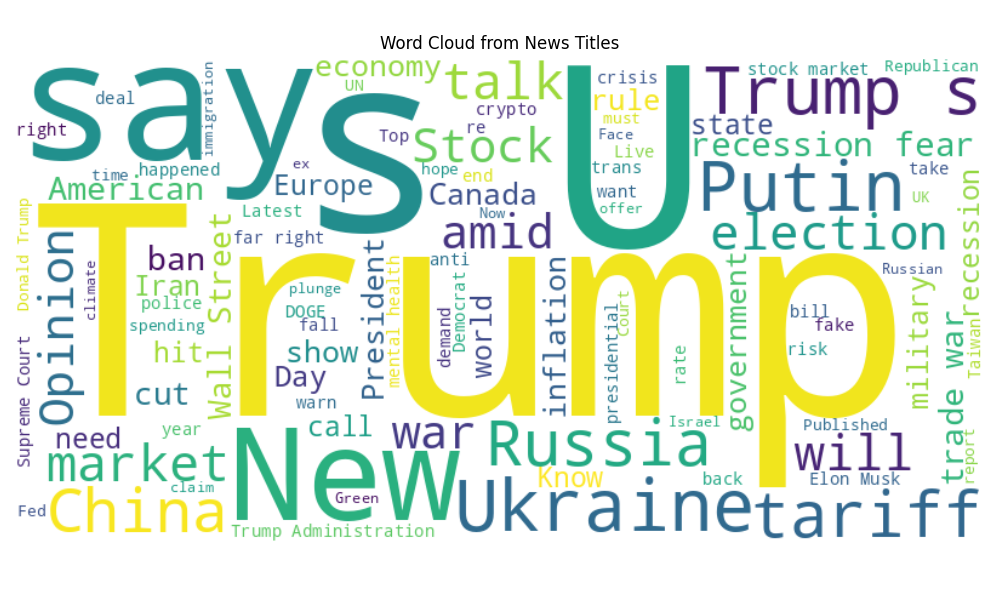 Word Cloud from News Titles
says
U S
Trump
Trump s
economy
UN
talk
crypto
re
Top
Stock
crisis
rule
must
Face
Live
trans
want
offer
stock market
Republican
state
recession fear
take
UK
Putin
election
deal
right
immigration
time
happened
American
ex
Europe
hope
end
Canada
Now
Latest
far right
amid
anti
Donald Trump
Opinion
climate
ban
Iran
police
spending
hit
cut
Wall Street
plunge
DOGE
fall
show
Day
warn
President
mental health
demand
Democrat
world
inflation
presidential
Court
rate
government
bill
fake
risk
Russian
military
recession
Taiwan
trade war
report
Supreme Court
need
year
market
claim
Fed
China
New
call
war
Green
Trump Administration
Russia
Know
Israel
back
Ukraine
Published
will
Elon Musk
tariff